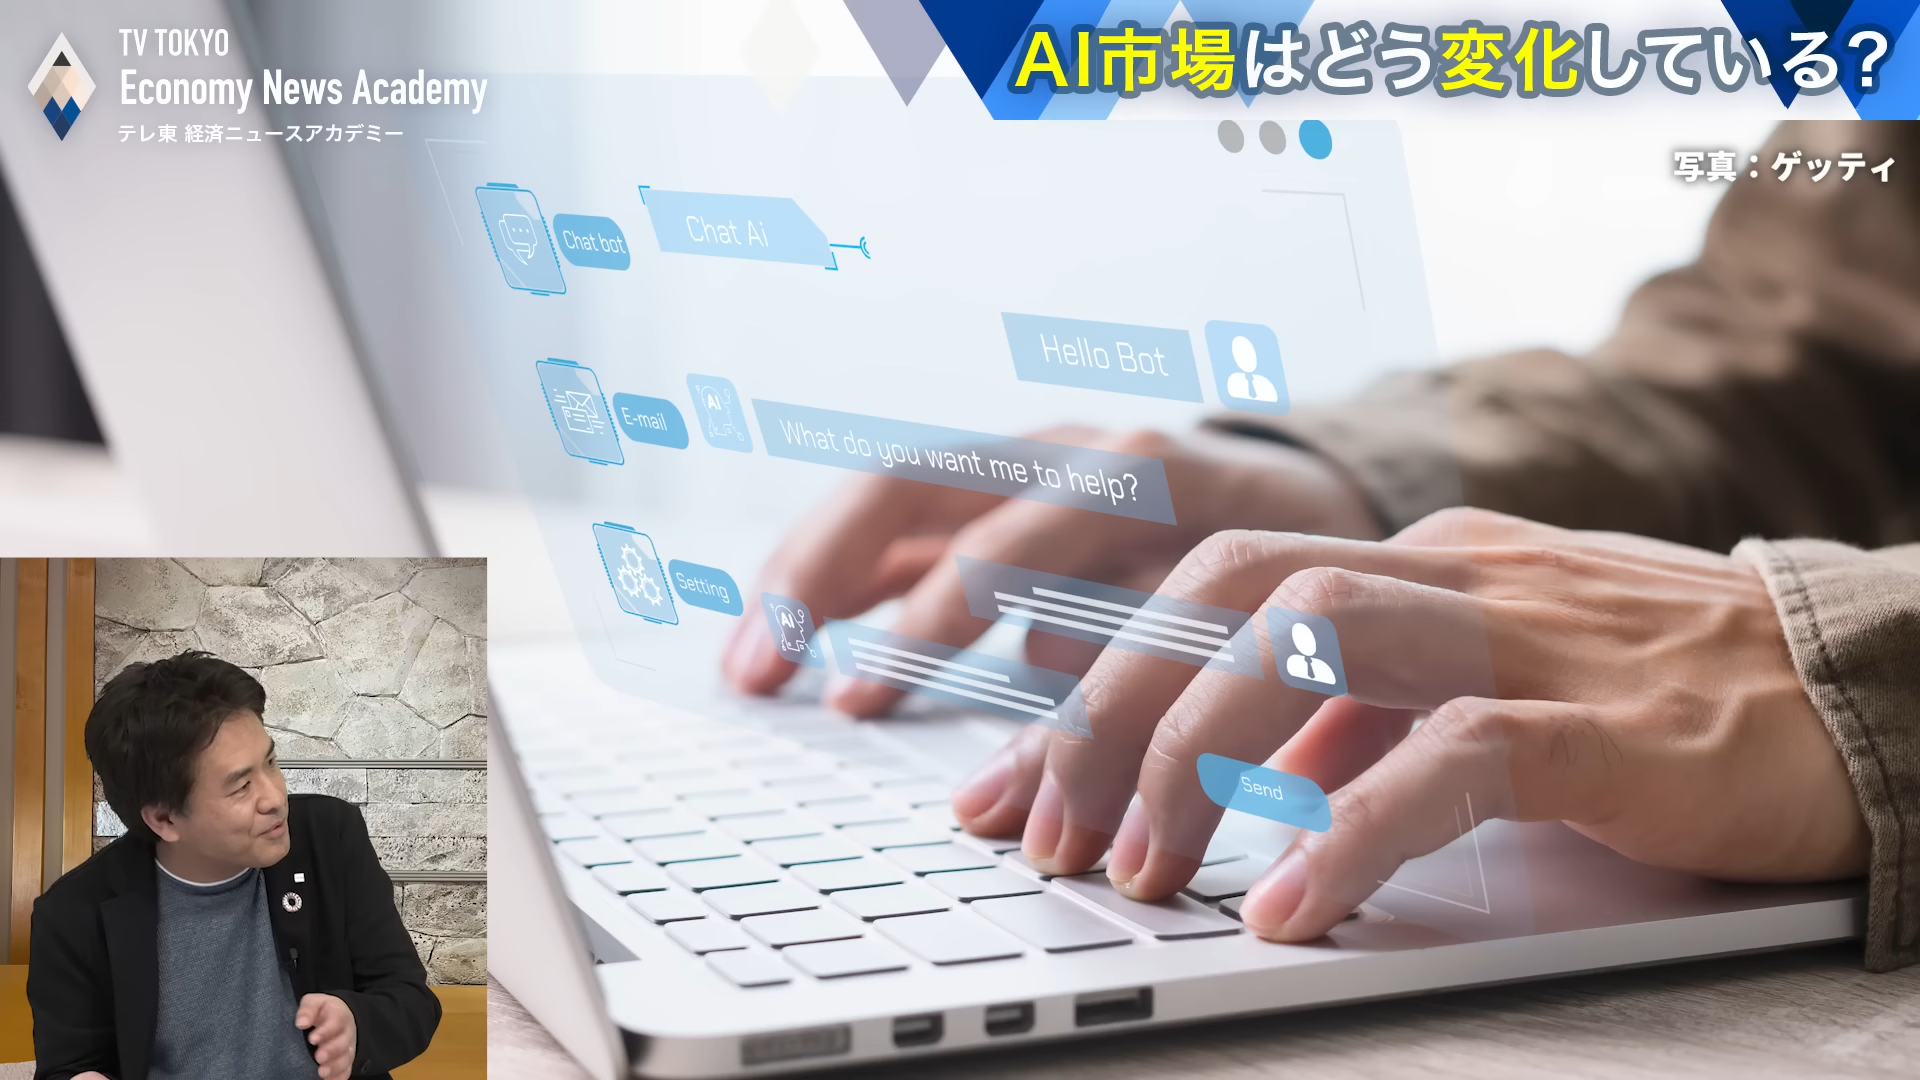 TV TOKYO
Economy News Academy
テレ東 経済ニュースアカデミー
AI市場はどう変化している?
写真：ゲッティ
Chat bot
Chat Ai
Hello Bot
E-mail
AI
What do you want me to help?
Setting
AI
Send